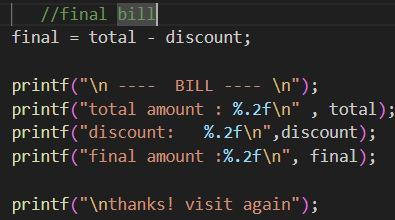 //final bill
final = total - discount;
printf("\n ----  BILL ---- \n");
printf("total amount : %.2f\n" , total);
printf("discount:   %.2f\n",discount);
printf("final amount :%.2f\n", final);
printf("\nthanks! visit again");